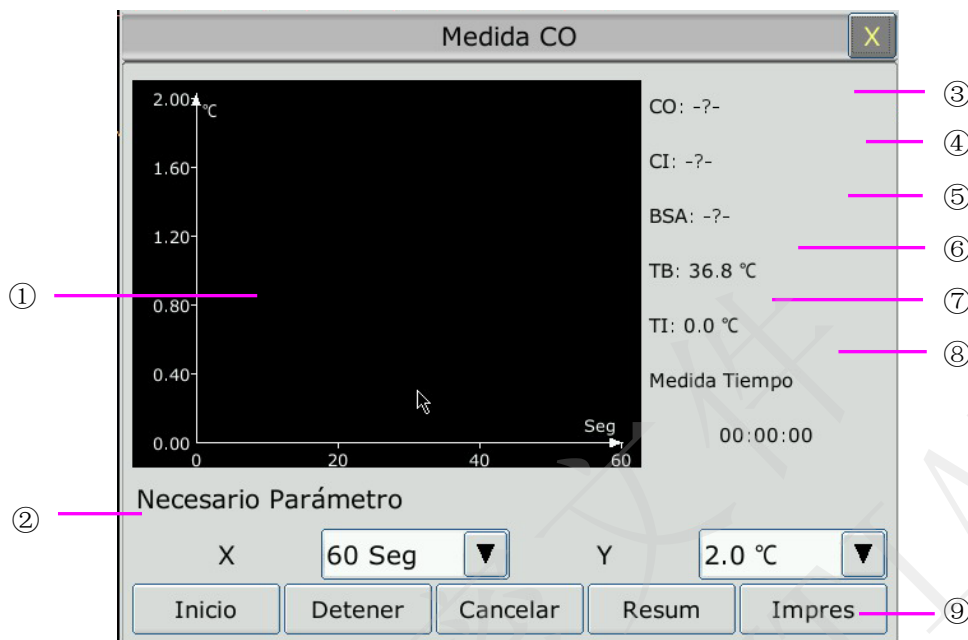 Medida CO
X
2.00
℃
1.60
1.20
0.80
0.40
0.00
0
20
40
60
Seg
CO: -?-
CI: -?-
BSA: -?-
TB: 36.8 ℃
TI: 0.0 ℃
Medida Tiempo
00:00:00
Necesario Parámetro
X 60 Seg Y 2.0 ℃
Inicio Detener Cancelar Resum Impres
①
②
③
④
⑤
⑥
⑦
⑧
⑨